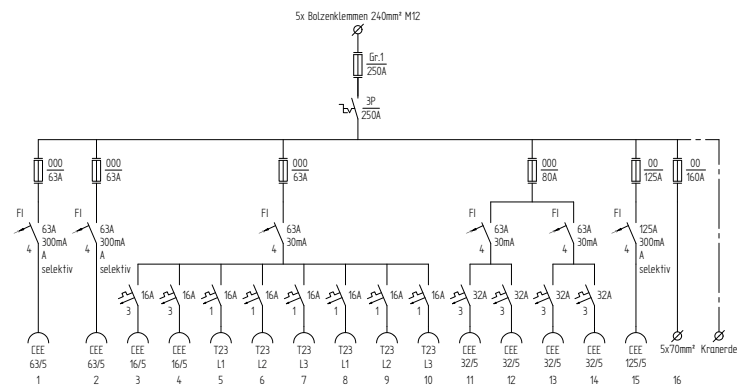 5x Bolzenklemmen 240mm² M12
Gr.1
250A
3P
250A
000
63A
000
63A
000
63A
000
80A
00
125A
00
160A
FI
63A
300mA
4
A
selektiv
FI
63A
300mA
4
A
selektiv
FI
63A
30mA
4
FI
63A
30mA
4
FI
63A
30mA
4
FI
125A
300mA
4
A
selektiv
16A
3
16A
3
16A
1
16A
1
16A
1
16A
1
16A
1
16A
1
32A
3
32A
3
32A
3
32A
3
CEE
63/5
1
CEE
63/5
2
CEE
16/5
3
CEE
16/5
4
T23
L1
5
T23
L2
6
T23
L3
7
T23
L1
8
T23
L2
9
T23
L3
10
CEE
32/5
11
CEE
32/5
12
CEE
32/5
13
CEE
32/5
14
CEE
125/5
15
5x70mm²
16
Kranerde